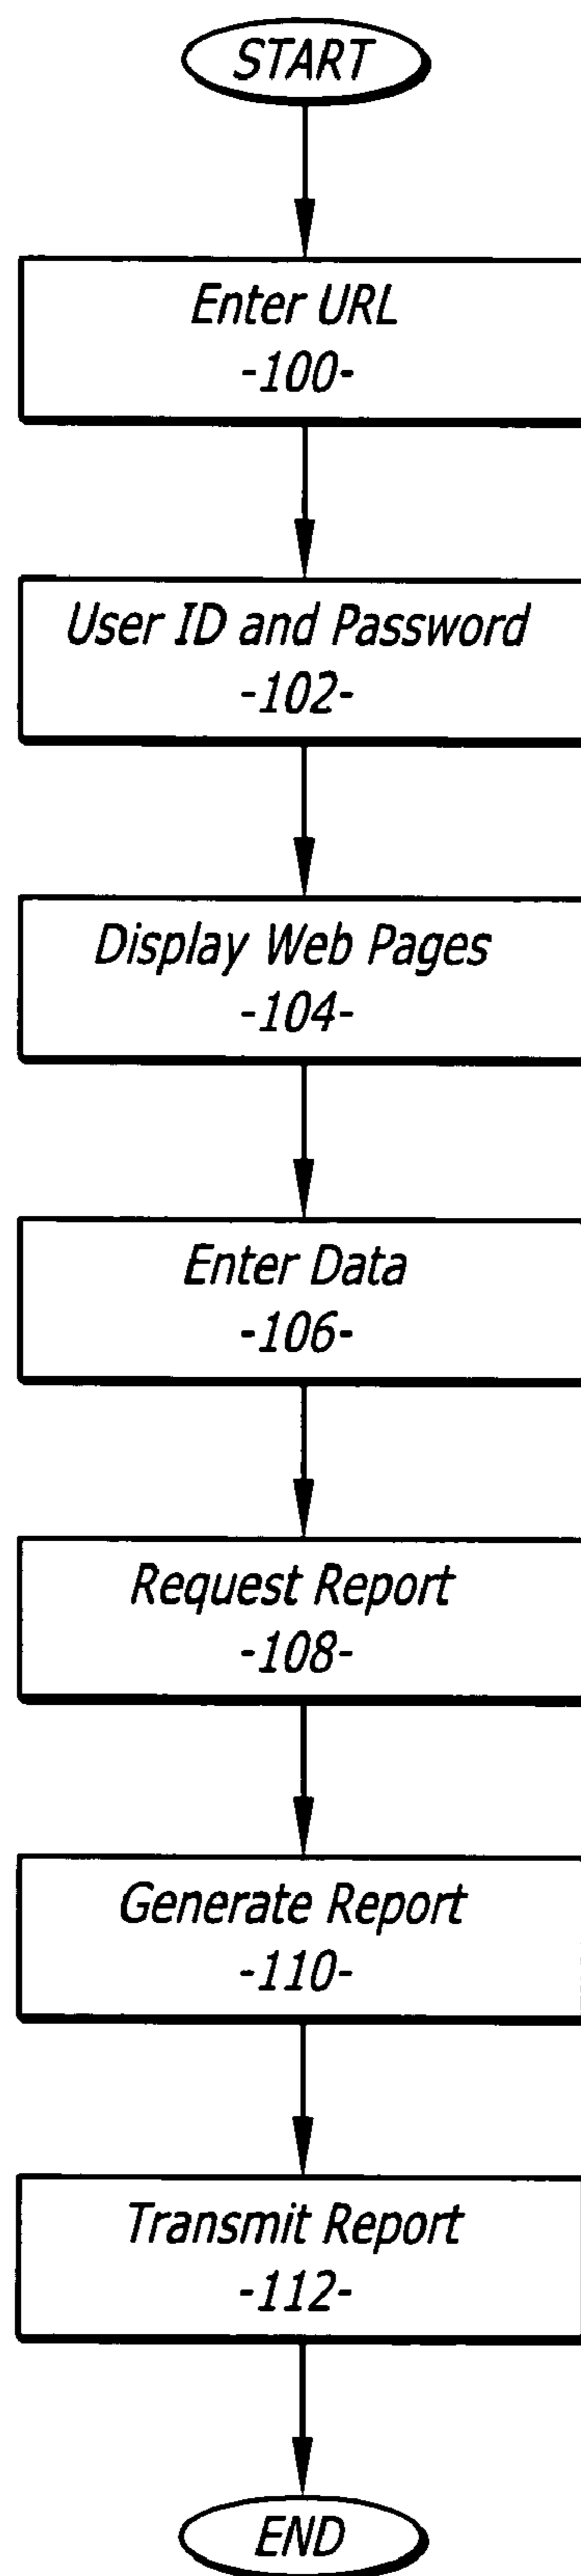 START
Enter URL
-100-
User ID and Password
-102-
Display Web Pages
-104-
Enter Data
-106-
Request Report
-108-
Generate Report
-110-
Transmit Report
-112-
END